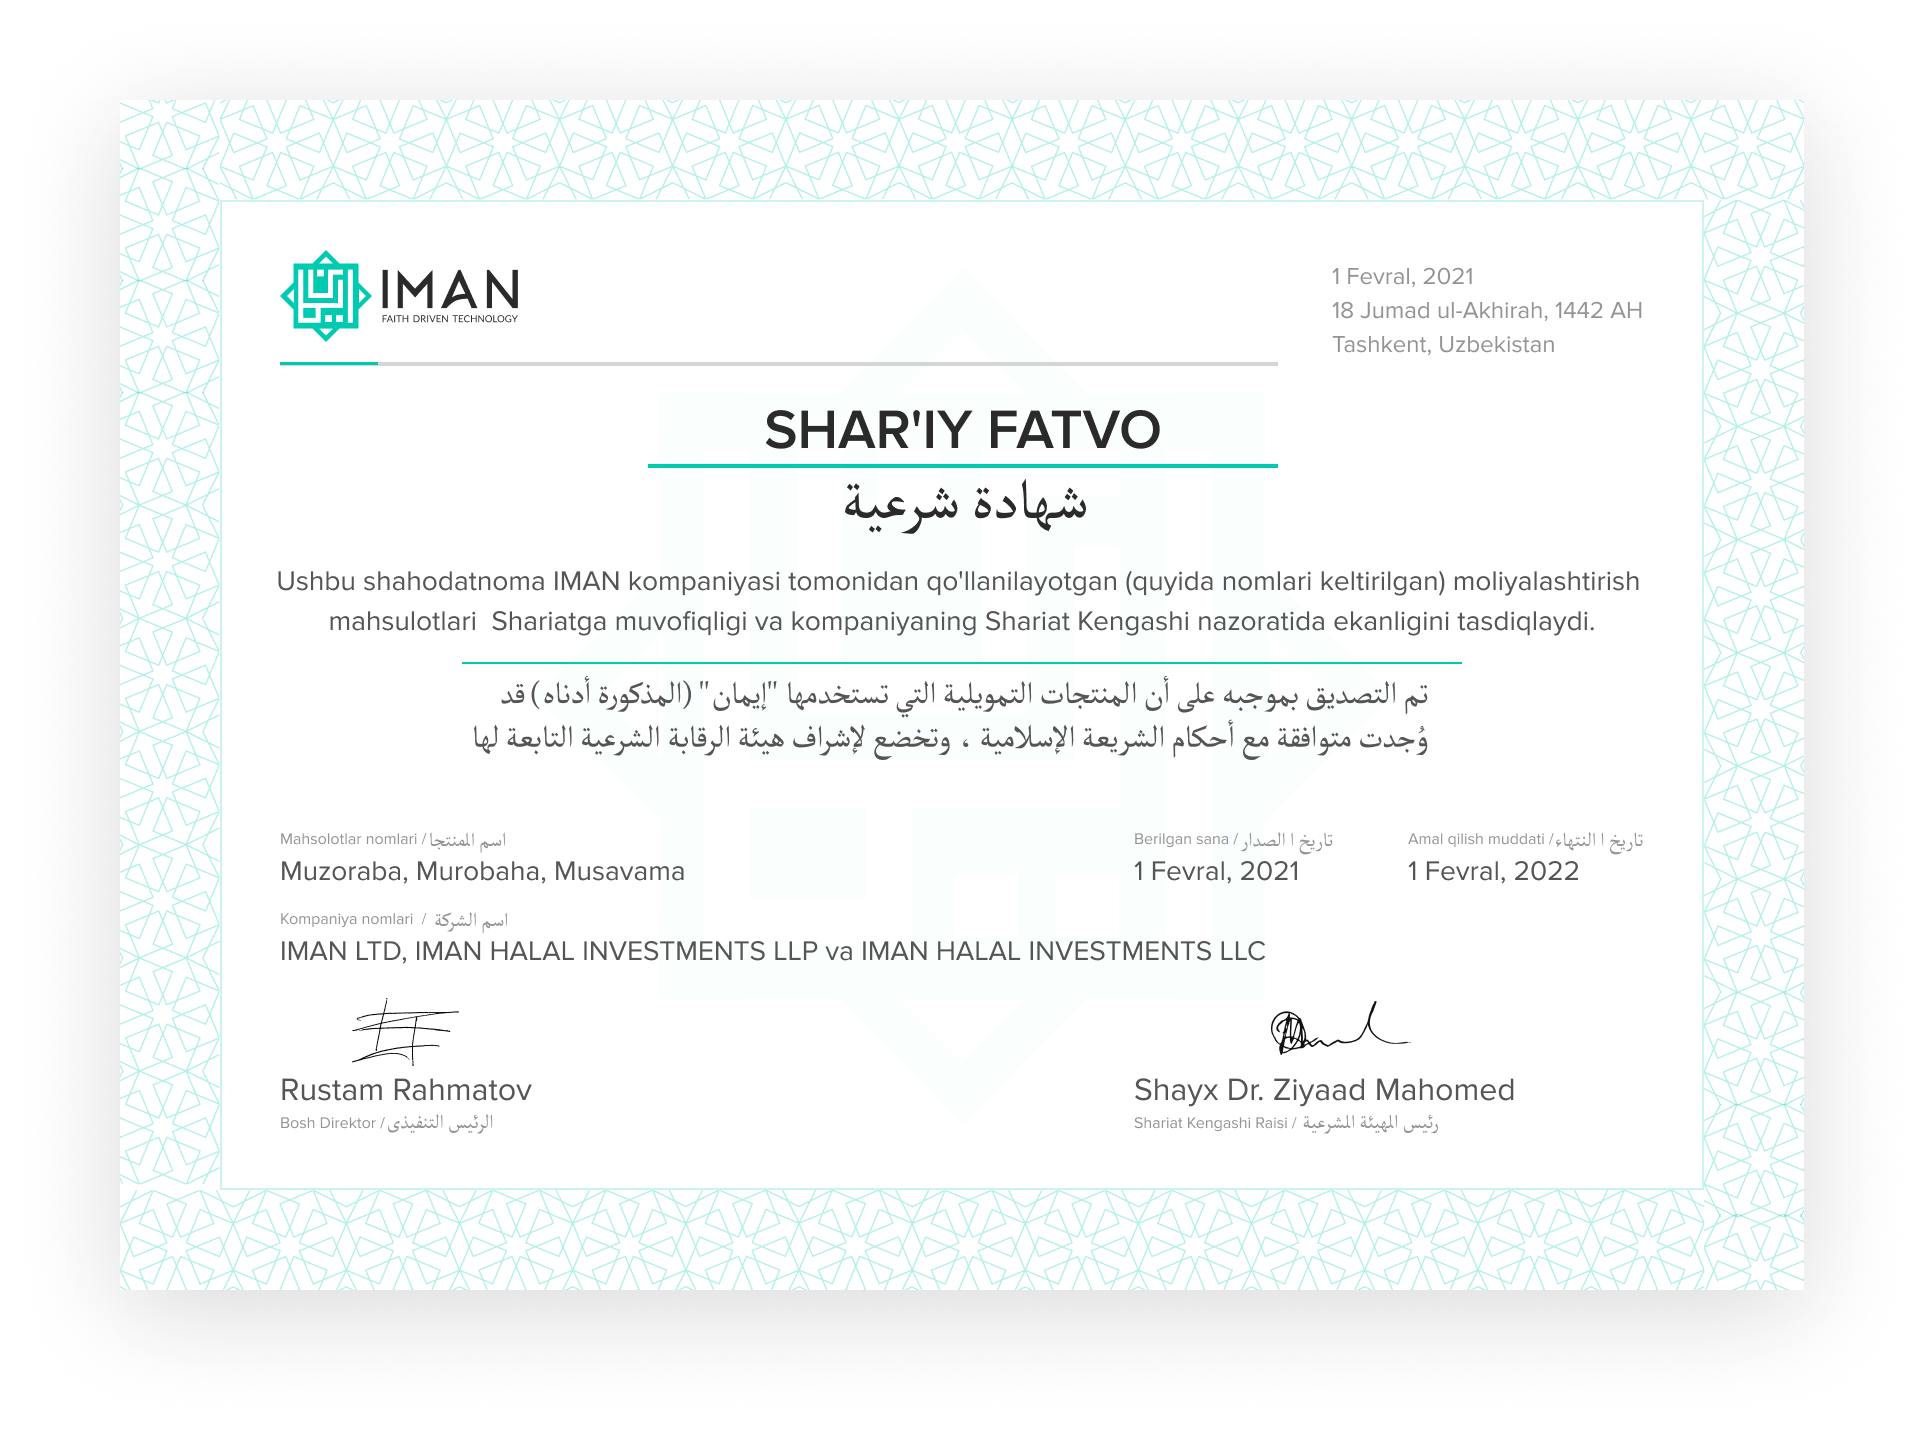 IMAN
FAITH DRIVEN TECHNOLOGY
1 Fevral, 2021
18 Jumad ul-Akhirah, 1442 AH
Tashkent, Uzbekistan
SHAR'IY FATVO
شهادة شرعية
Ushbu shahodatnoma IMAN kompaniyasi tomonidan qo'llanilayotgan (quyida nomlari keltirilgan) moliyalashtirish
mahsulotlari Shariatga muvofiqligi va kompaniyaning Shariat Kengashi nazoratida ekanligini tasdiqlaydi.
تم التصديق بموجبه على أن المنتجات التمويلية التي تستخدمها "إيمان" (المذكورة أدناه) قد
وُجدت متوافقة مع أحكام الشريعة الإسلامية ، وتخضع لإشراف هيئة الرقابة الشرعية التابعة لها
Mahsolotlar nomlari / اسم المنتجا
Muzoraba, Murobaha, Musavama
Berilgan sana / تاريخ ا الصدار
1 Fevral, 2021
Amal qilish muddati / تاريخ ا النتهاء
1 Fevral, 2022
Kompaniya nomlari / اسم الشركة
IMAN LTD, IMAN HALAL INVESTMENTS LLP va IMAN HALAL INVESTMENTS LLC
Rustam Rahmatov
Bosh Direktor / الرئيس التنفيذى
Shayx Dr. Ziyaad Mahomed
Shariat Kengashi Raisi / رئيس المهيئة المشرعية